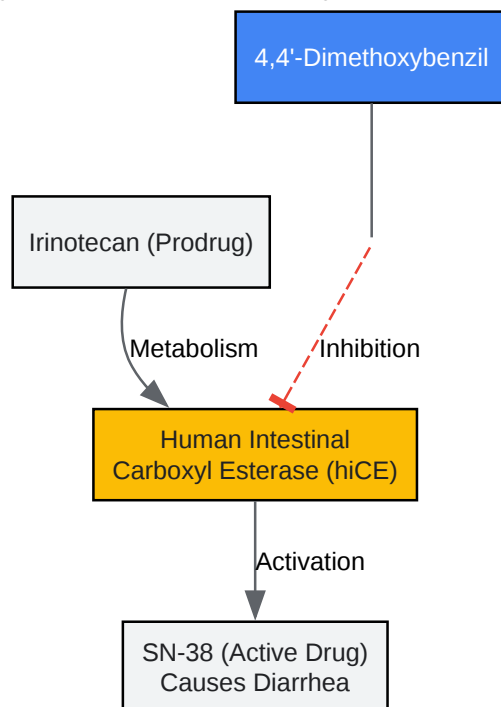 4,4'-Dimethoxybenzil
Irinotecan (Prodrug)
Metabolism
Inhibition
Human Intestinal
Carboxyl Esterase (hiCE)
Activation
SN-38 (Active Drug)
Causes Diarrhea